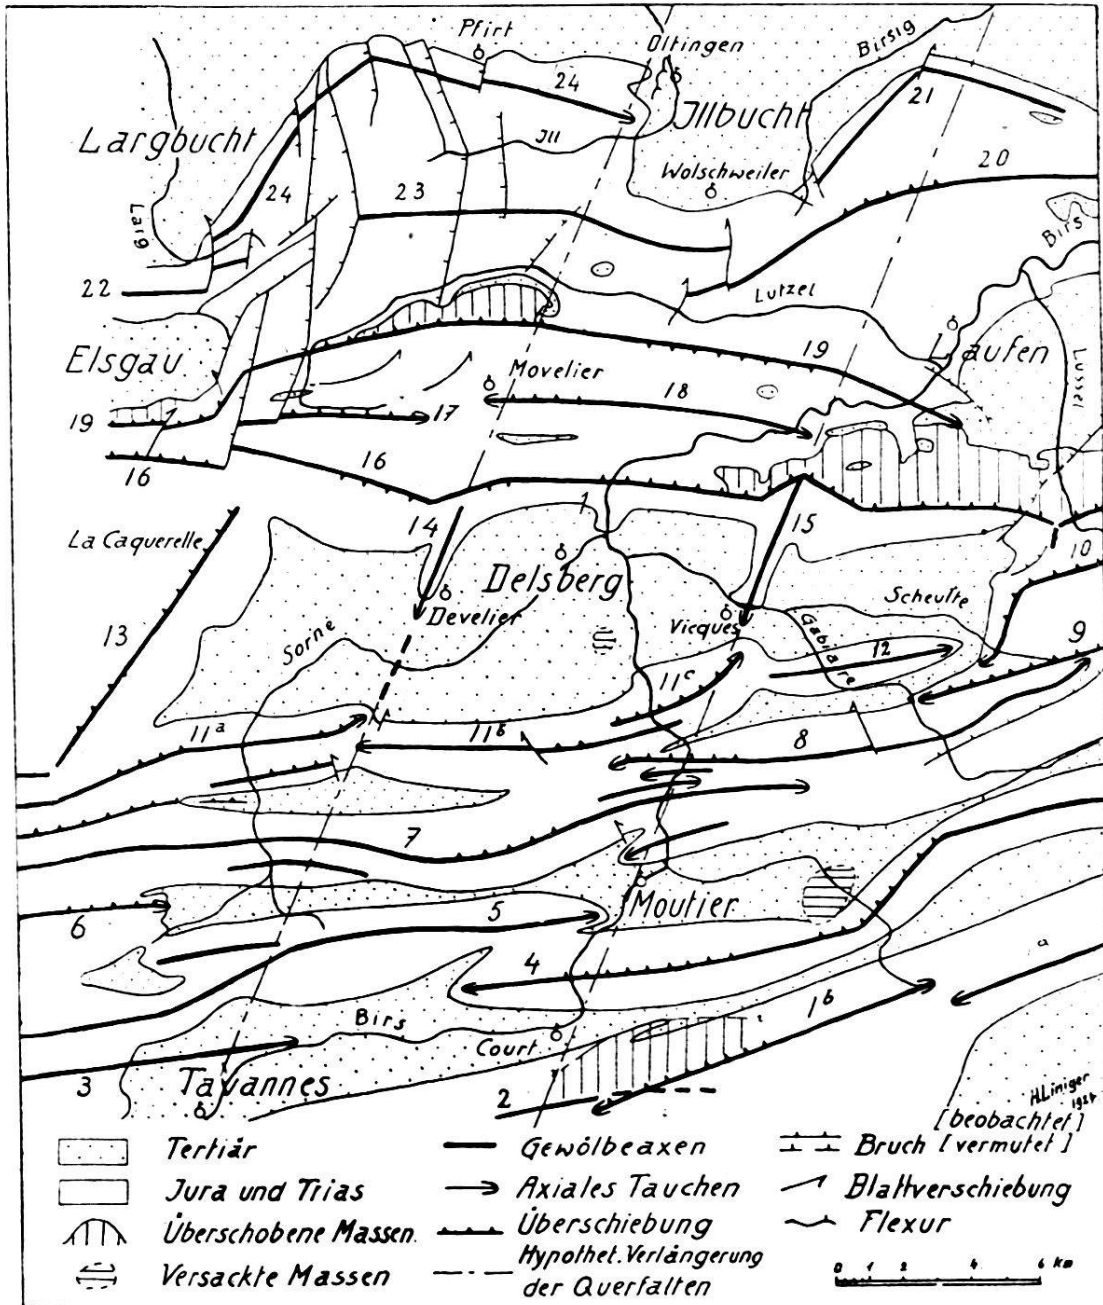 Pfirt
Oltingen
Birsig
24
21
Largbucht
Jllbucht
Jll
20
Wolschweiler
24
23
Larg
Birs
22
Lutzel
Elsgau
19
Laufen
Movelier
Lussel
18
19
17
16
16
14
15
La Caquerelle
10
Delsberg
Develier
Scheulte
Vicques
Sorne
Gabiare
13
12
9
11c
11a
11b
8
7
6
5
Moutier
4
a
1b
Birs
Court
3
Tavannes
2
H.Liniger
1924
Tertiär
Jura und Trias
Überschobene Massen.
Versackte Massen
Gewölbeaxen
Axiales Tauchen
Überschiebung
Hypothet. Verlängerung
der Querfalten
[beobachtet]
Bruch [vermutet]
Blattverschiebung
Flexur
0 1 2 4 6 km